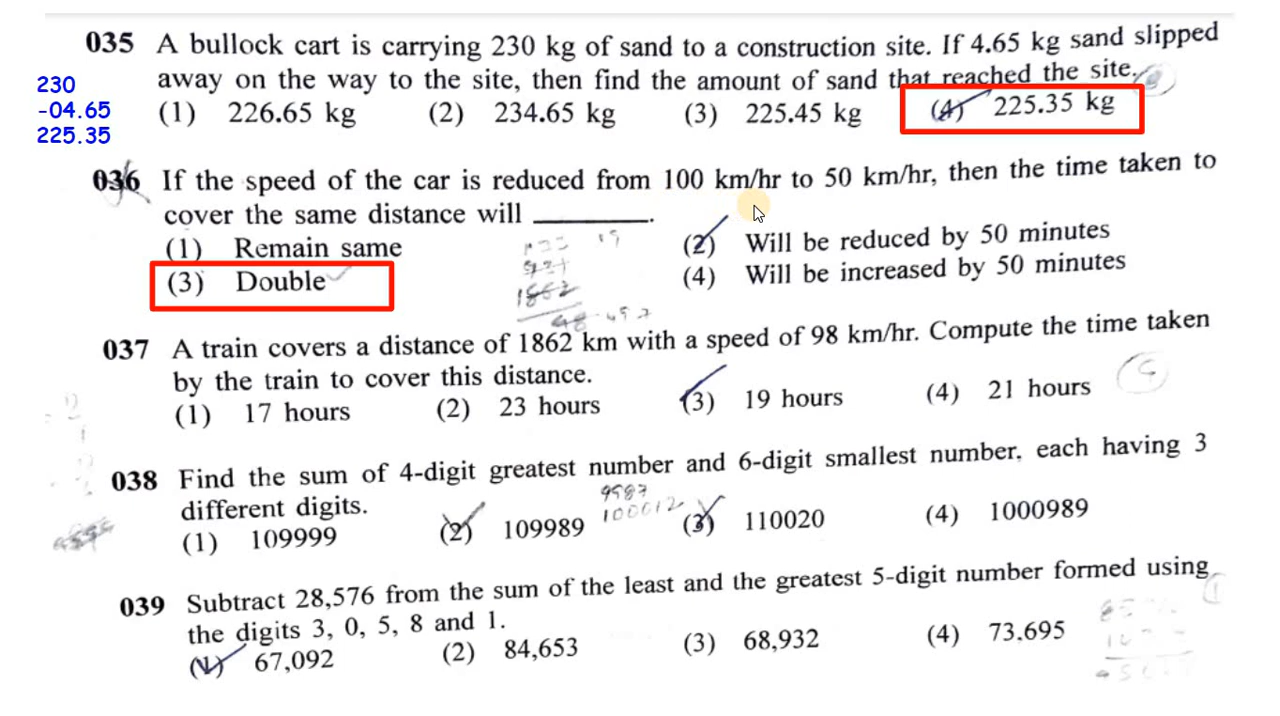 035 A bullock cart is carrying 230 kg of sand to a construction site. If 4.65 kg sand slipped
away on the way to the site, then find the amount of sand that reached the site.
230
-04.65
225.35
(1) 226.65 kg (2) 234.65 kg (3) 225.45 kg (4) 225.35 kg
036 If the speed of the car is reduced from 100 km/hr to 50 km/hr, then the time taken to
cover the same distance will ________.
(1) Remain same (2) Will be reduced by 50 minutes
(3) Double (4) Will be increased by 50 minutes
1862
037 A train covers a distance of 1862 km with a speed of 98 km/hr. Compute the time taken
by the train to cover this distance.
(1) 17 hours (2) 23 hours (3) 19 hours (4) 21 hours
038 Find the sum of 4-digit greatest number and 6-digit smallest number, each having 3
different digits.
9987
100012
(1) 109999 (2) 109989 (3) 110020 (4) 1000989
039 Subtract 28,576 from the sum of the least and the greatest 5-digit number formed using
the digits 3, 0, 5, 8 and 1.
(1) 67,092 (2) 84,653 (3) 68,932 (4) 73.695